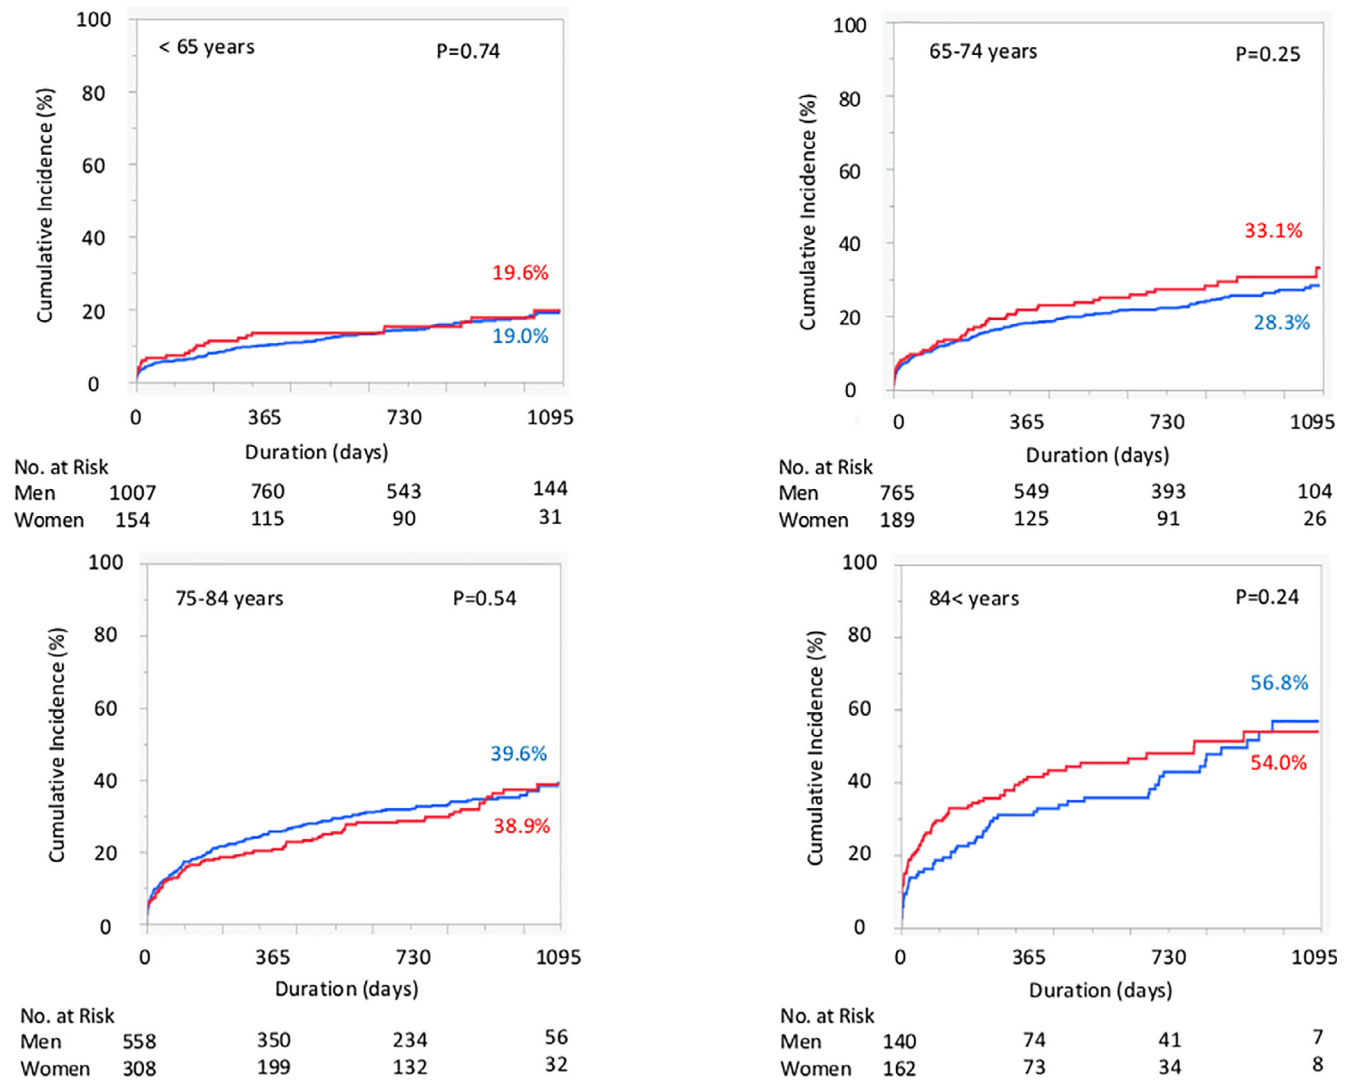 100
< 65 years
P=0.74
80
60
40
20
0
Cumulative Incidence (%)
19.6%
19.0%
0 365 730 1095
Duration (days)
No. at Risk
Men 1007 760 543 144
Women 154 115 90 31
100
65-74 years
P=0.25
80
60
40
20
0
Cumulative Incidence (%)
33.1%
28.3%
0 365 730 1095
Duration (days)
No. at Risk
Men 765 549 393 104
Women 189 125 91 26
100
75-84 years
P=0.54
80
60
40
20
0
Cumulative Incidence (%)
39.6%
38.9%
0 365 730 1095
Duration (days)
No. at Risk
Men 558 350 234 56
Women 308 199 132 32
100
84< years
P=0.24
80
60
40
20
0
Cumulative Incidence (%)
56.8%
54.0%
0 365 730 1095
Duration (days)
No. at Risk
Men 140 74 41 7
Women 162 73 34 8